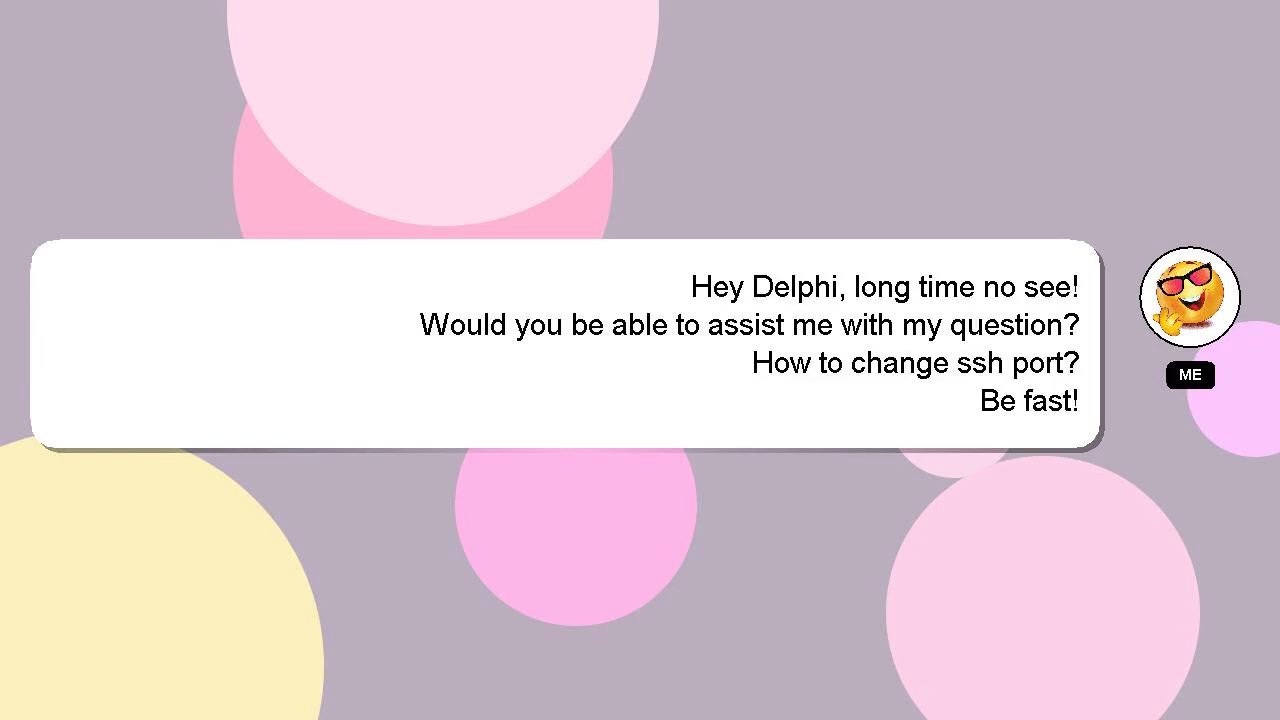 Hey Delphi, long time no see!
Would you be able to assist me with my question?
How to change ssh port?
Be fast!
ME